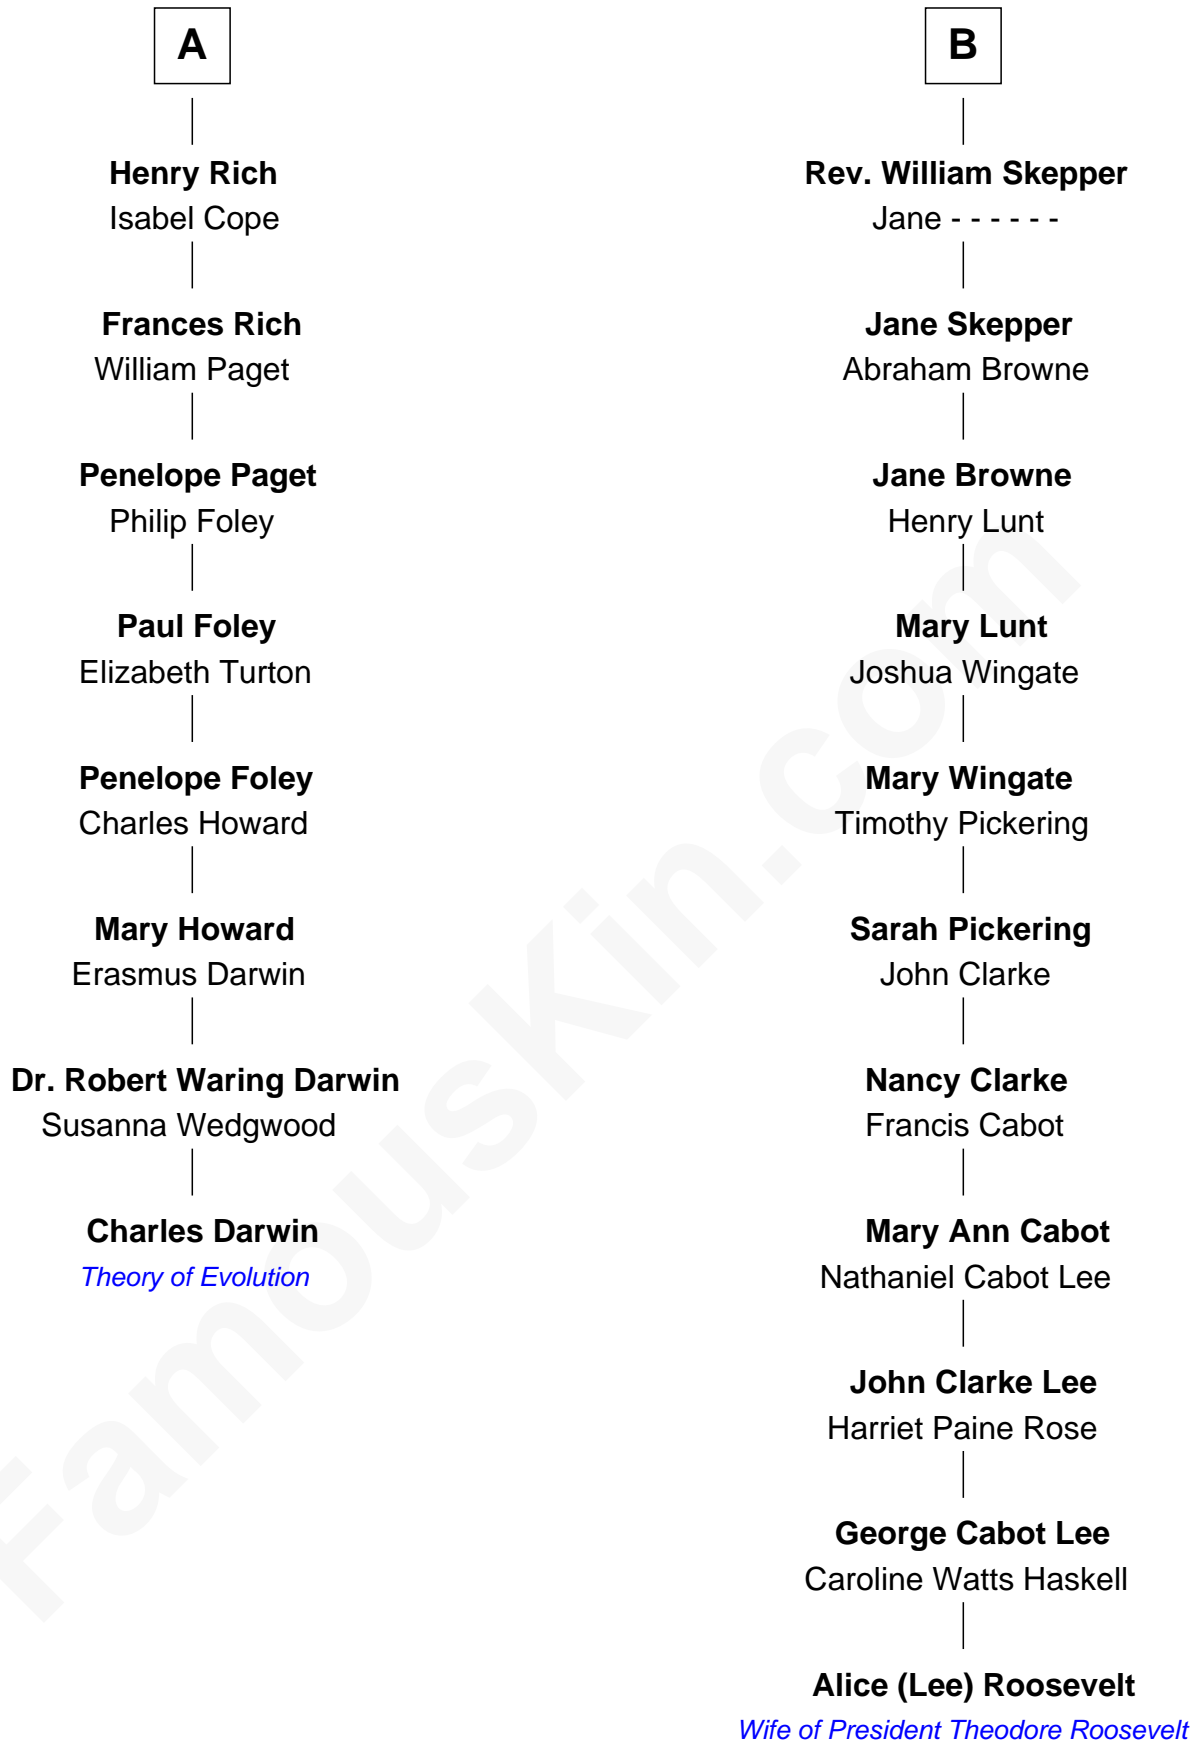 A
Henry Rich
Isabel Cope
Frances Rich
William Paget
Penelope Paget
Philip Foley
Paul Foley
Elizabeth Turton
Penelope Foley
Charles Howard
Mary Howard
Erasmus Darwin
Dr. Robert Waring Darwin
Susanna Wedgwood
Charles Darwin
Theory of Evolution
B
Rev. William Skepper
Jane - - - - - -
Jane Skepper
Abraham Browne
Jane Browne
Henry Lunt
Mary Lunt
Joshua Wingate
Mary Wingate
Timothy Pickering
Sarah Pickering
John Clarke
Nancy Clarke
Francis Cabot
Mary Ann Cabot
Nathaniel Cabot Lee
John Clarke Lee
Harriet Paine Rose
George Cabot Lee
Caroline Watts Haskell
Alice (Lee) Roosevelt
Wife of President Theodore Roosevelt
FamousKin.com